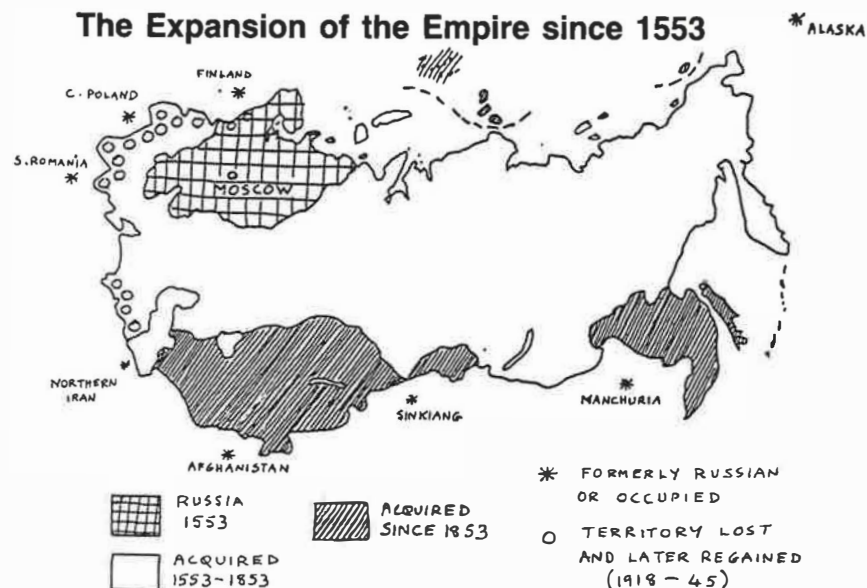 The Expansion of the Empire since 1553
ALASKA
FINLAND
C. POLAND
S. ROMANIA
MOSCOW
NORTHERN
IRAN
AFGHANISTAN
SINKIANG
MANCHURIA
RUSSIA
1553
ACQUIRED
1553-1853
ACQUIRED
SINCE 1853
FORMERLY RUSSIAN
OR OCCUPIED
TERRITORY LOST
AND LATER REGAINED
(1918 - 45)